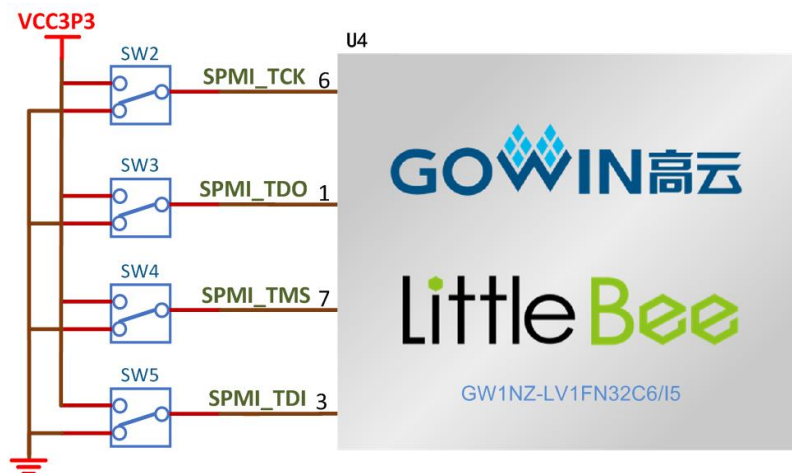 VCC3P3
U4
SW2
SPMI_TCK 6
SW3
SPMI_TDO 1
SW4
SPMI_TMS 7
SW5
SPMI_TDI 3
GOWIN高云
LittleBee
GW1NZ-LV1FN32C6/I5